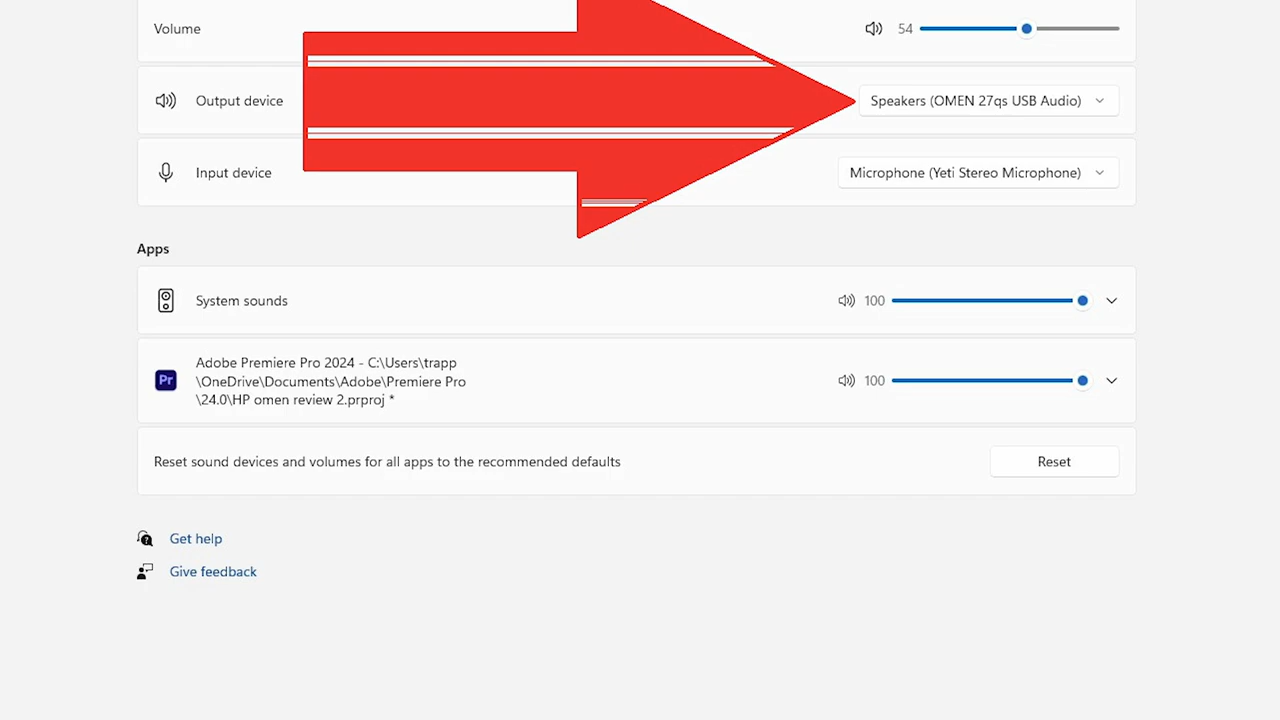 Volume
54
Output device
Speakers (OMEN 27qs USB Audio)
Input device
Microphone (Yeti Stereo Microphone)
Apps
System sounds
100
Pr
Adobe Premiere Pro 2024 - C:\Users\trapp
\OneDrive\Documents\Adobe\Premiere Pro
\24.0\HP omen review 2.prproj *
100
Reset sound devices and volumes for all apps to the recommended defaults
Reset
Get help
Give feedback